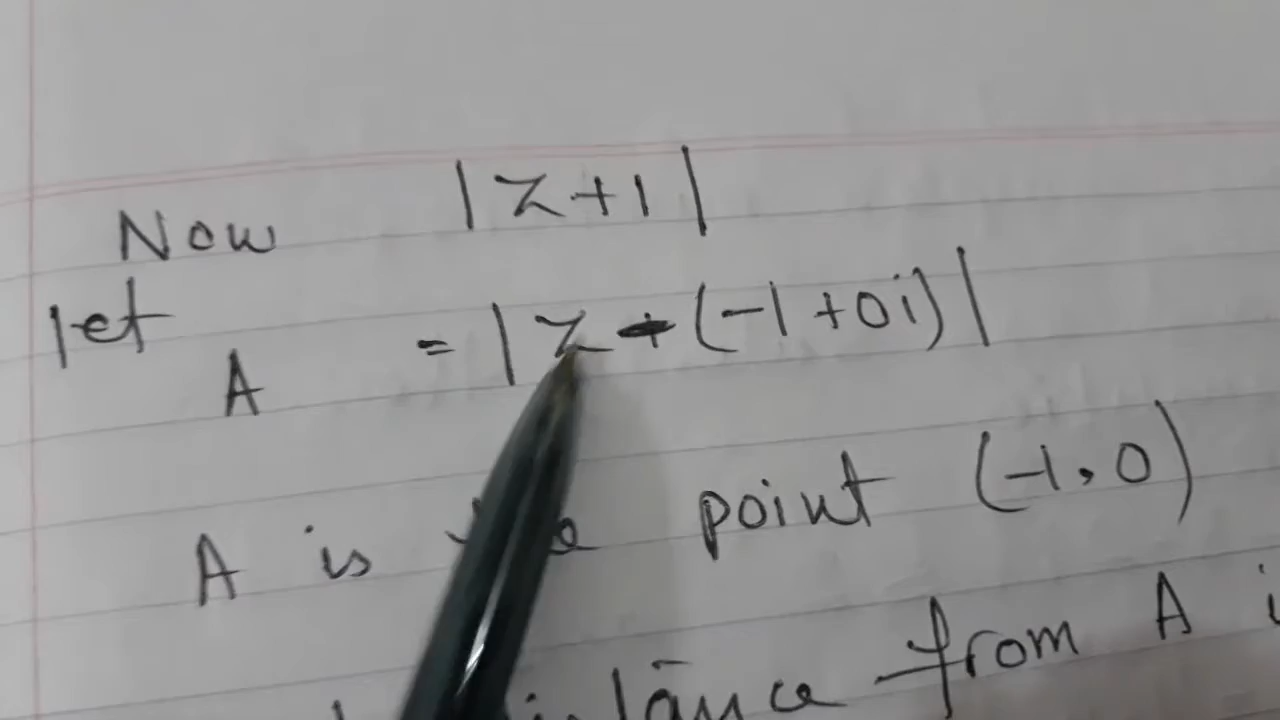 Now |z+1|
let A = |z - (-1+0i)|
A is point (-1, 0)
from A